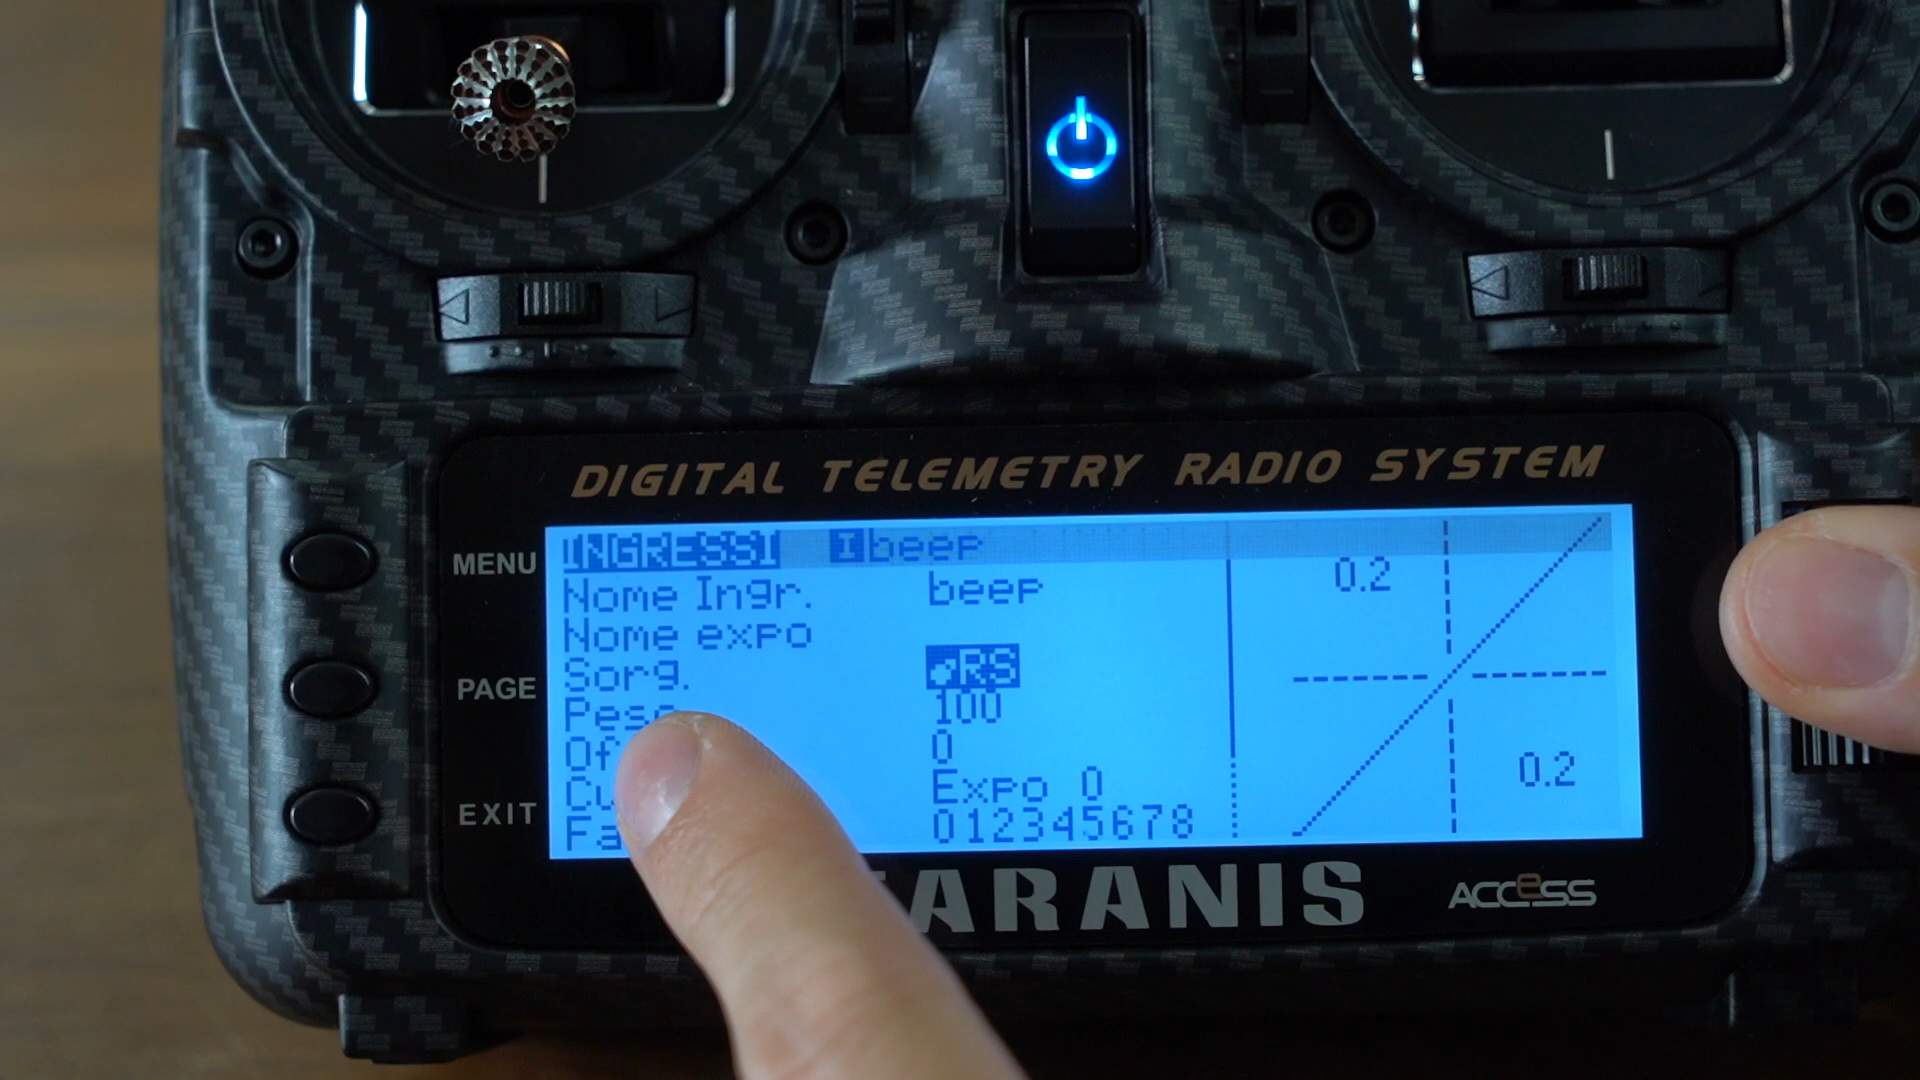 DIGITAL TELEMETRY RADIO SYSTEM
MENU
PAGE
EXIT
INGRESSI Ibeep
Nome Ingr. beep
Nome expo
Sorg. RS
100
0
Expo 0
012345678
0.2
0.2
ARANIS
ACCeSS